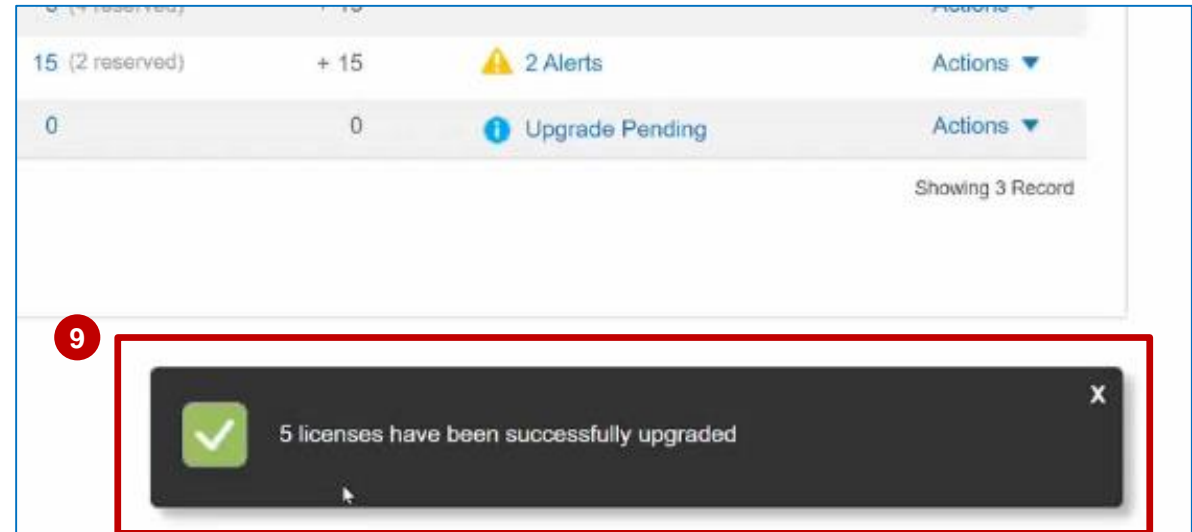 15 (2 reserved) + 15 2 Alerts Actions
0 0 Upgrade Pending Actions
Showing 3 Record
9
X
5 licenses have been successfully upgraded